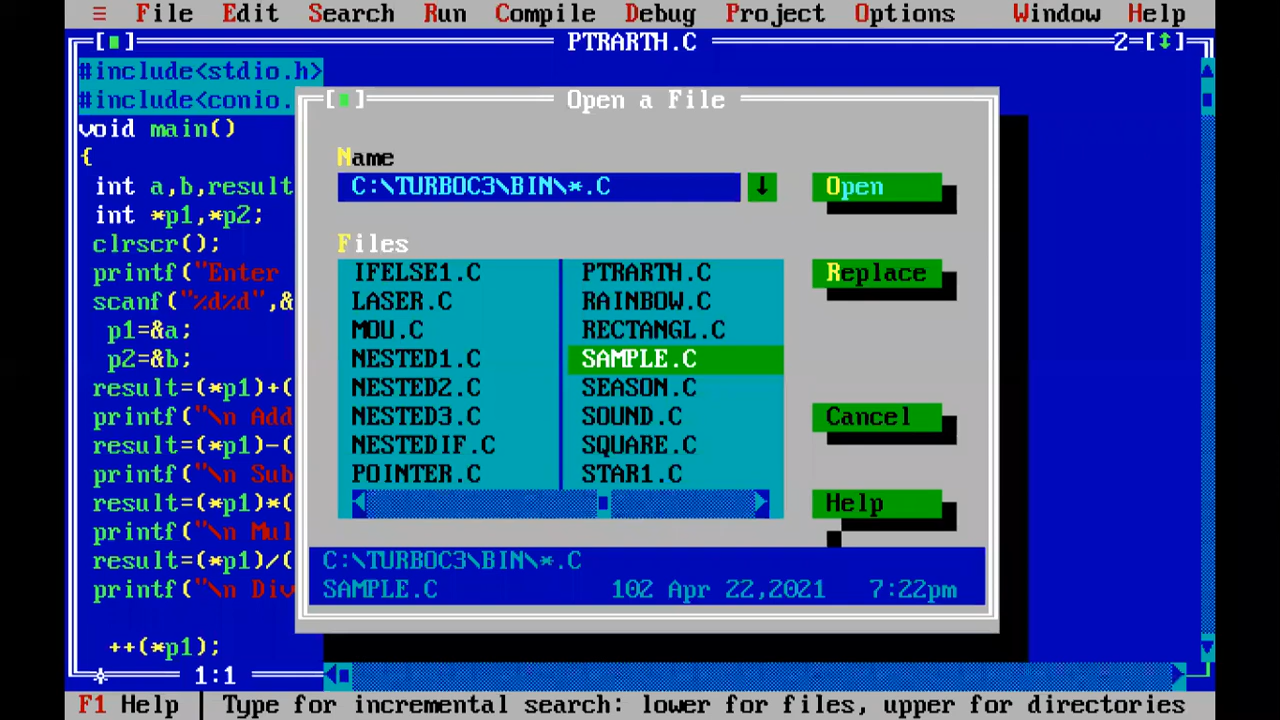 ≡ File Edit Search Run Compile Debug Project Options Window Help
[■] PTRARTH.C 2=[↕]
#include<stdio.h>
#include<conio.
void main()
{
int a,b,result
int *p1,*p2;
clrscr();
printf("Enter
scanf("%d%d",&
p1=&a;
p2=&b;
result=(*p1)+(
printf("\n Add
result=(*p1)-(
printf("\n Sub
result=(*p1)*(
printf("\n Mul
result=(*p1)/(
printf("\n Div
++(*p1);
1:1
[■] Open a File
Name
C:\TURBOC3\BIN\*.C ↓
Open
Files
IFELSE1.C
LASER.C
MOU.C
NESTED1.C
NESTED2.C
NESTED3.C
NESTEDIF.C
POINTER.C
PTRARTH.C
RAINBOW.C
RECTANGL.C
SAMPLE.C
SEASON.C
SOUND.C
SQUARE.C
STAR1.C
Replace
Cancel
Help
C:\TURBOC3\BIN\*.C
SAMPLE.C 102 Apr 22,2021 7:22pm
F1 Help │ Type for incremental search: lower for files, upper for directories